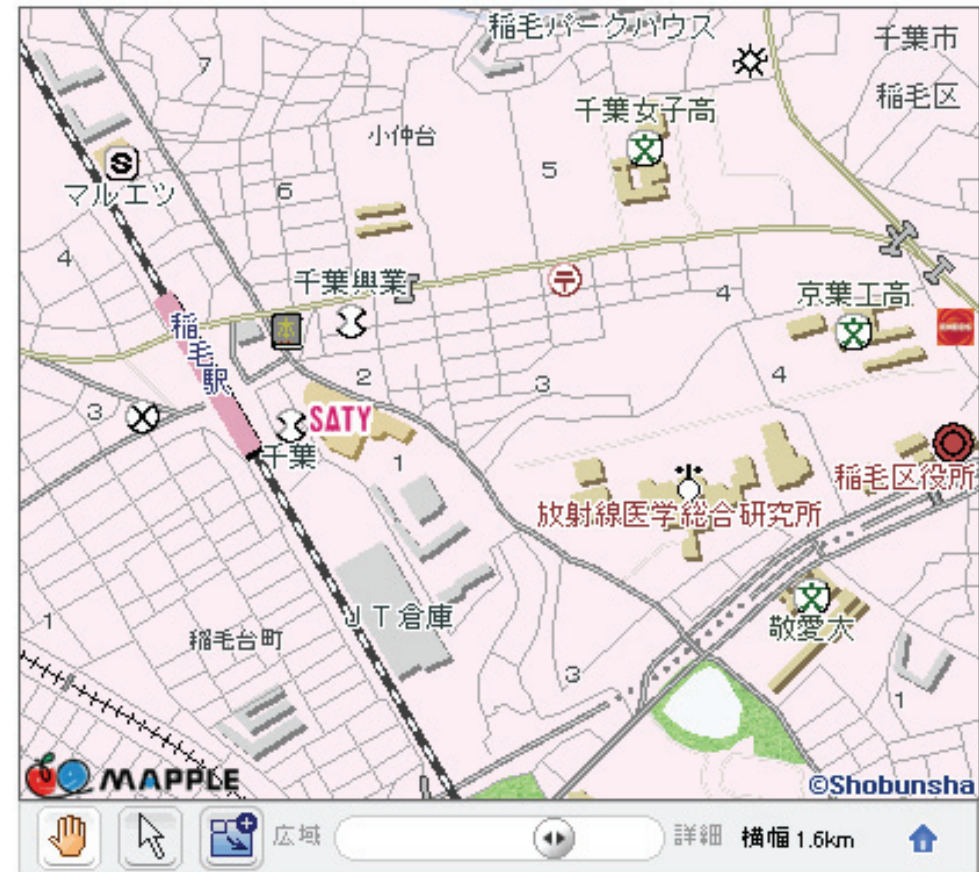 稲毛パークハウス
千葉市
稲毛区
7
千葉女子高
小仲台
5
S
マルエツ
6
4
千葉興業
〒
4
京葉工高
ENEOS
稲毛駅
2
3
4
3
SATY
千葉
1
稲毛区役所
放射線医学総合研究所
JT倉庫
敬愛大
1
稲毛台町
3
1
MAPPLE
©Shobunsha
広域
詳細
横幅1.6km